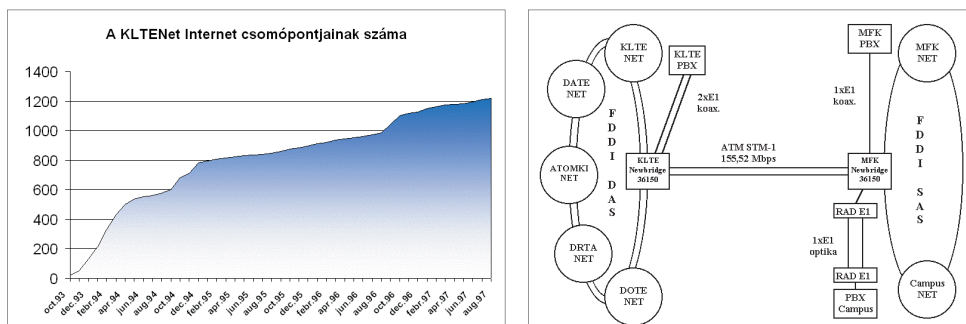 A KLTENet Internet csomópontjainak száma
1400
1200
1000
800
600
400
200
0
oct.93
dec.93
febr.94
apr.94
jun.94
aug.94
oct.94
dec.94
febr.95
apr.95
jun.95
aug.95
oct.95
dec.95
febr.96
apr.96
jun.96
aug.96
oct.96
dec.96
febr.97
apr.97
jun.97
aug.97
KLTE
NET
DATE
NET
ATOMKI
NET
DRTA
NET
DOTE
NET
FDDI DAS
KLTE
PBX
2xE1
koax.
KLTE
Newbridge
36150
ATM STM-1
155,52 Mbps
MFK
PBX
1xE1
koax.
MFK
Newbridge
36150
RAD E1
1xE1
optika
RAD E1
PBX
Campus
MFK
NET
FDDI SAS
Campus
NET